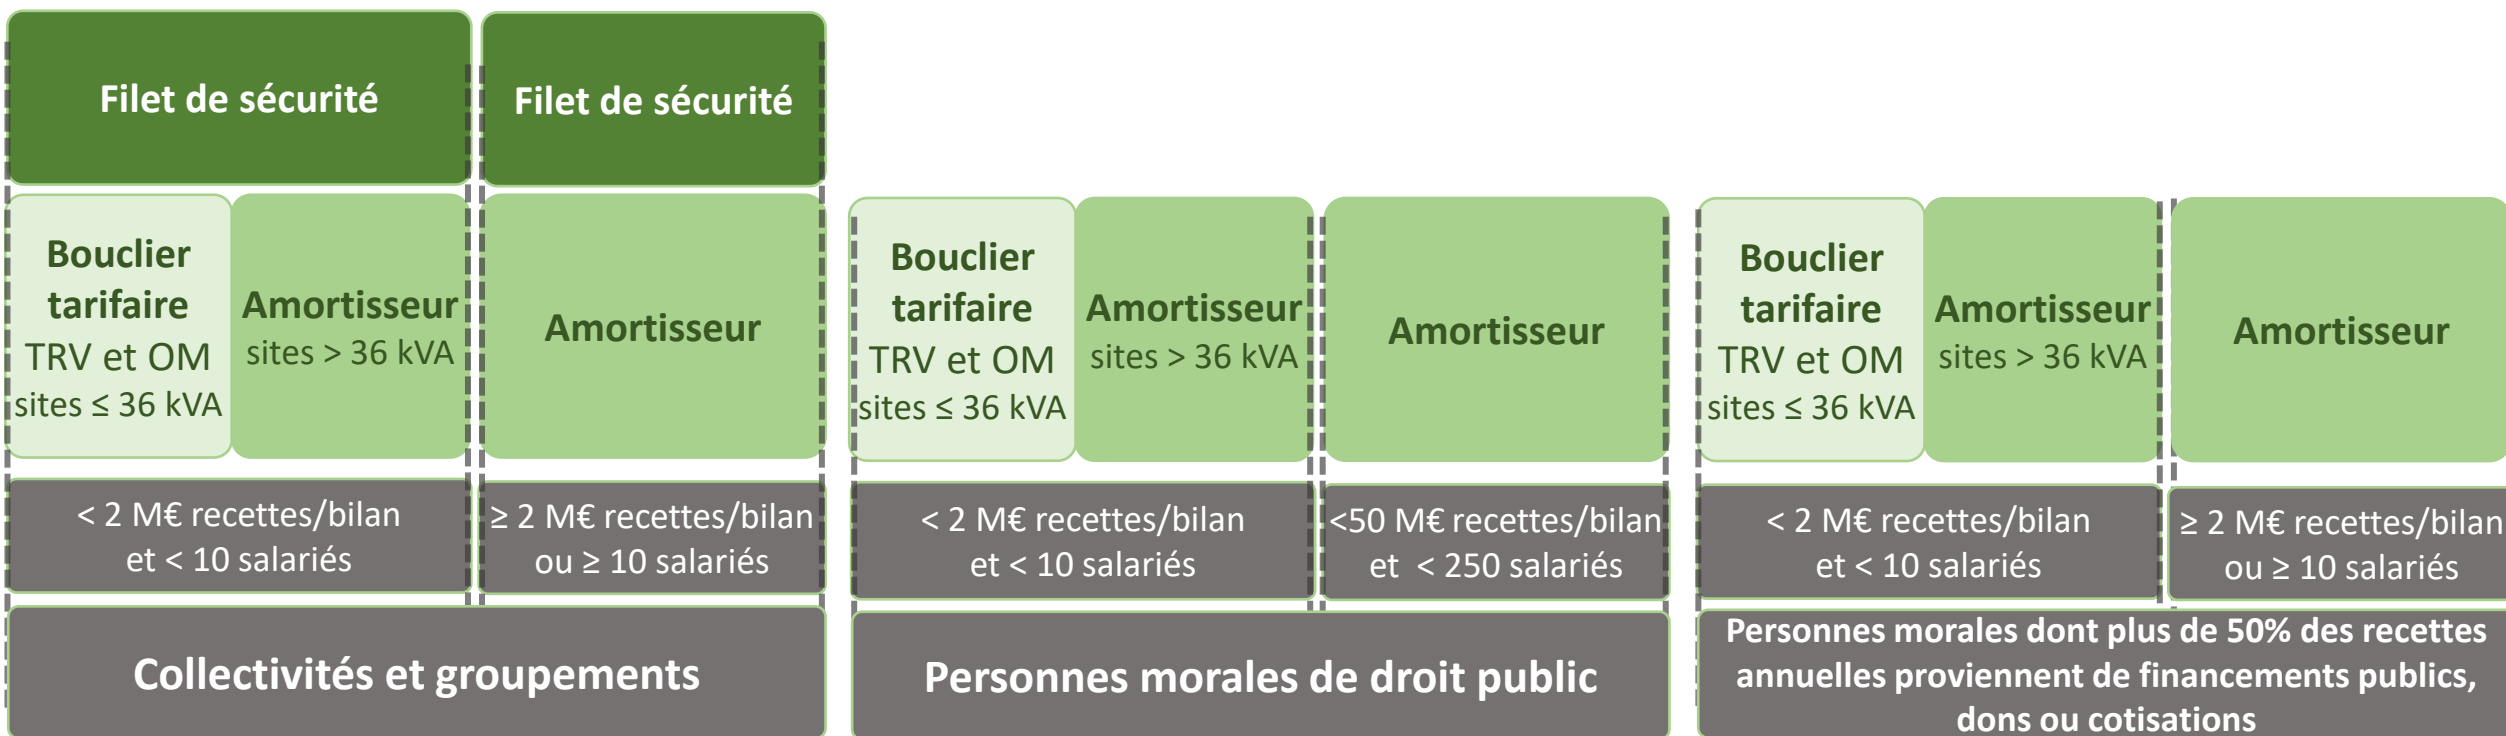 Filet de sécurité
Filet de sécurité
Bouclier
tarifaire
TRV et OM
sites ≤ 36 kVA
Amortisseur
sites > 36 kVA
Amortisseur
Bouclier
tarifaire
TRV et OM
sites ≤ 36 kVA
Amortisseur
sites > 36 kVA
Amortisseur
Bouclier
tarifaire
TRV et OM
sites ≤ 36 kVA
Amortisseur
sites > 36 kVA
Amortisseur
< 2 M€ recettes/bilan
et < 10 salariés
≥ 2 M€ recettes/bilan
ou ≥ 10 salariés
< 2 M€ recettes/bilan
et < 10 salariés
<50 M€ recettes/bilan
et < 250 salariés
< 2 M€ recettes/bilan
et < 10 salariés
≥ 2 M€ recettes/bilan
ou ≥ 10 salariés
Collectivités et groupements
Personnes morales de droit public
Personnes morales dont plus de 50% des recettes
annuelles proviennent de financements publics,
dons ou cotisations